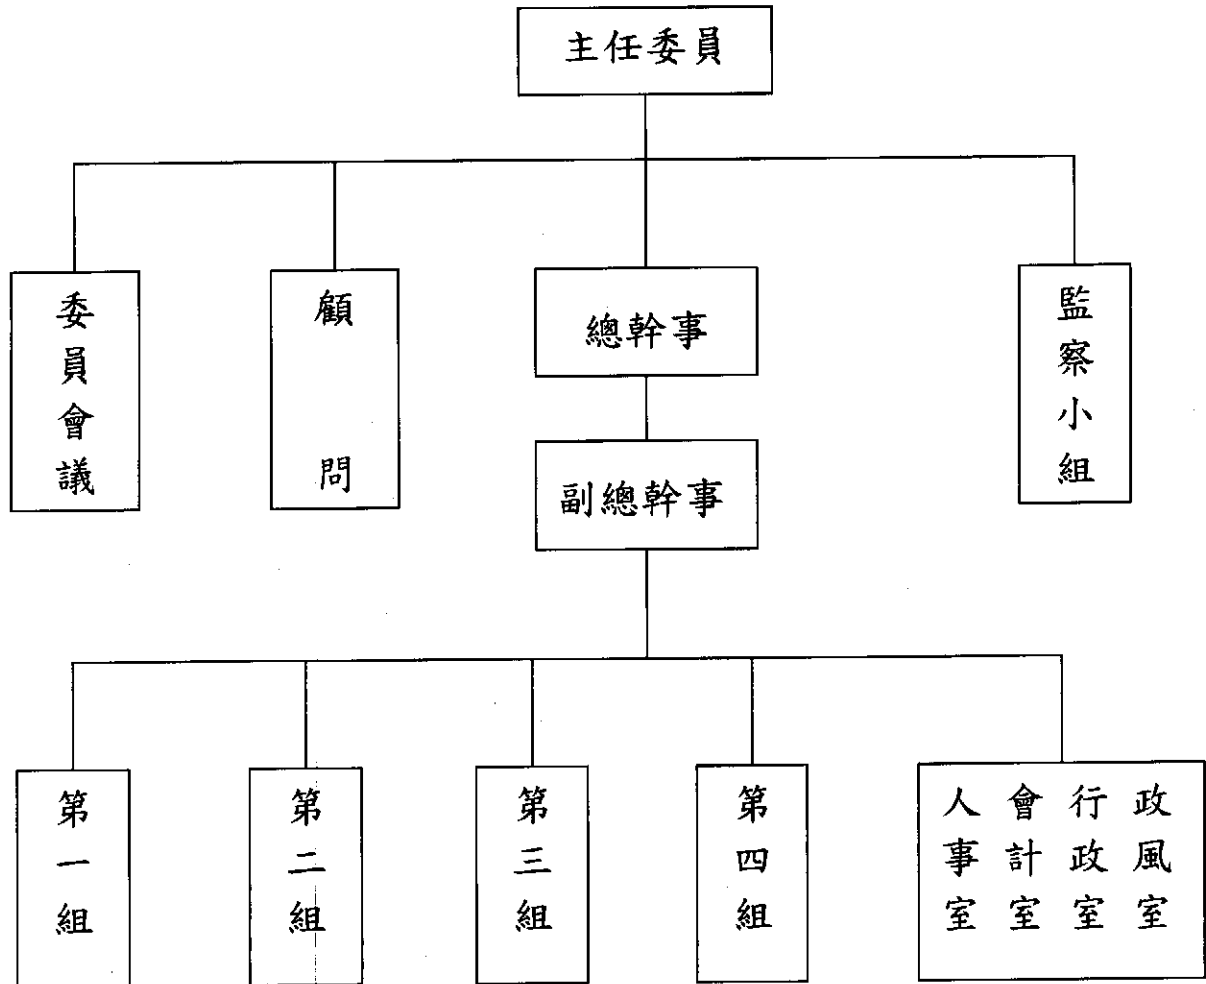 主任委員
委員會議
顧問
總幹事
監察小組
副總幹事
第一組
第二組
第三組
第四組
人事室
會計室
行政室
政風室